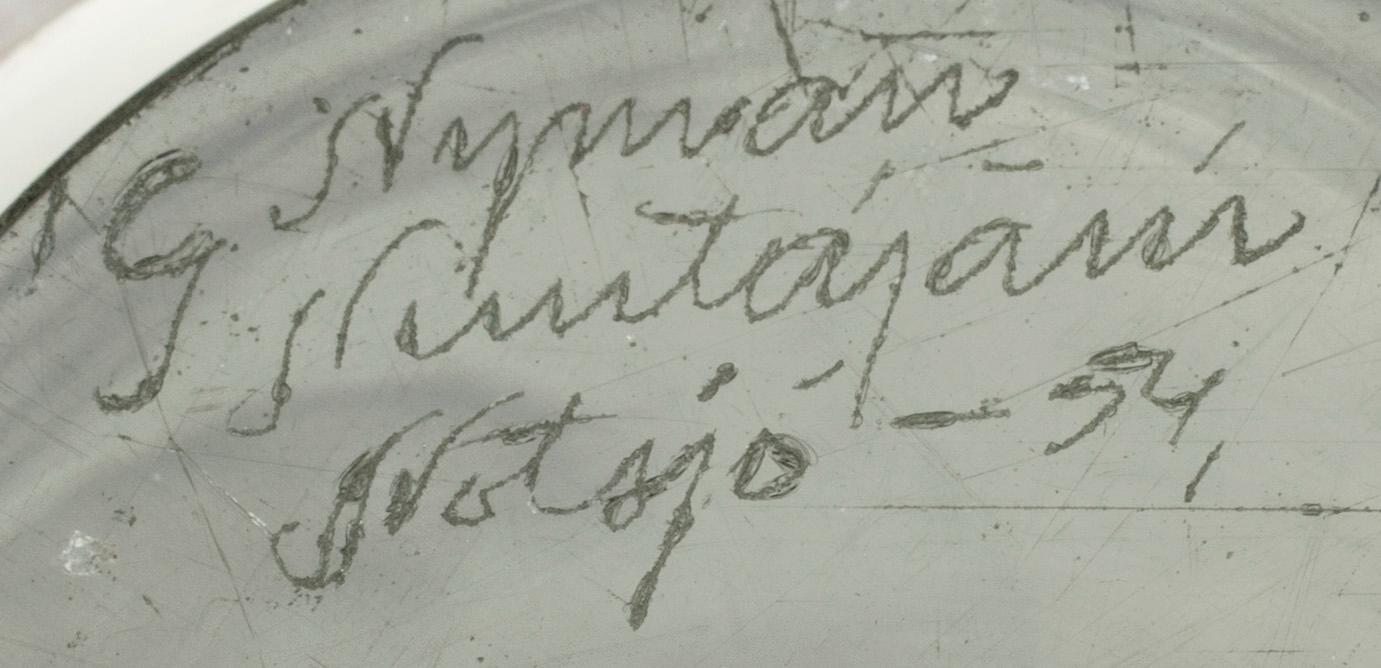 G Nyman
Nuutajärvi
Notsjö - 54